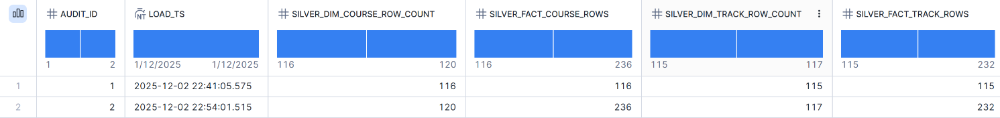 AUDIT_ID LOAD_TS SILVER_DIM_COURSE_ROW_COUNT SILVER_FACT_COURSE_ROWS SILVER_DIM_TRACK_ROW_COUNT SILVER_FACT_TRACK_ROWS
1 2 1/12/2025 1/12/2025 116 120 116 236 115 117 115 232
1 1 2025-12-02 22:41:05.575 116 116 115 115
2 2 2025-12-02 22:54:01.515 120 236 117 232